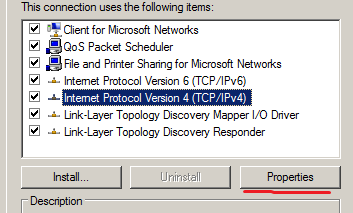 This connection uses the following items:
Client for Microsoft Networks
QoS Packet Scheduler
File and Printer Sharing for Microsoft Networks
Internet Protocol Version 6 (TCP/IPv6)
Internet Protocol Version 4 (TCP/IPv4)
Link-Layer Topology Discovery Mapper I/O Driver
Link-Layer Topology Discovery Responder
Install... Uninstall Properties
Description